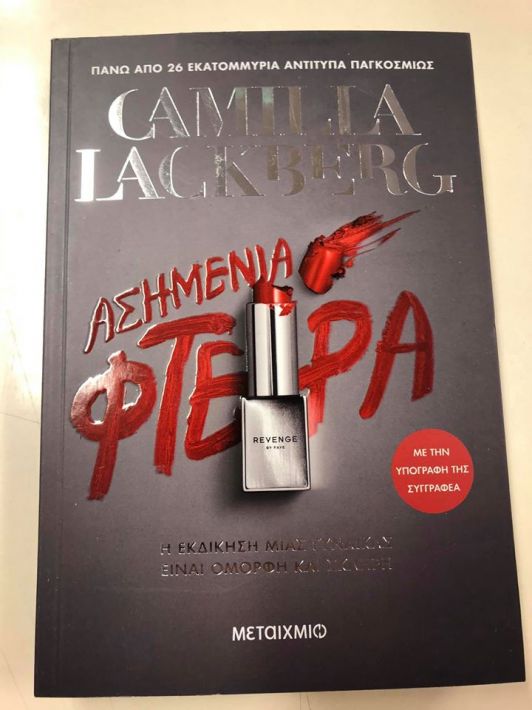 ΠΑΝΩ ΑΠΟ 26 ΕΚΑΤΟΜΜΥΡΙΑ ΑΝΤΙΤΥΠΑ ΠΑΓΚΟΣΜΙΩΣ
CAMILLA
LACKBERG
ΑΣΗΜΕΝΙΑ
ΦΤΕΡΑ
REVENGE
BY FAYE
ΜΕ ΤΗΝ
ΥΠΟΓΡΑΦΗ ΤΗΣ
ΣΥΓΓΡΑΦΕΑ
Η ΕΚΔΙΚΗΣΗ ΜΙΑΣ ΓΥΝΑΙΚΑΣ
ΕΙΝΑΙ ΟΜΟΡΦΗ ΚΑΙ ΣΚΛΗΡΗ
ΜΕΤΑΙΧΜΙΟ